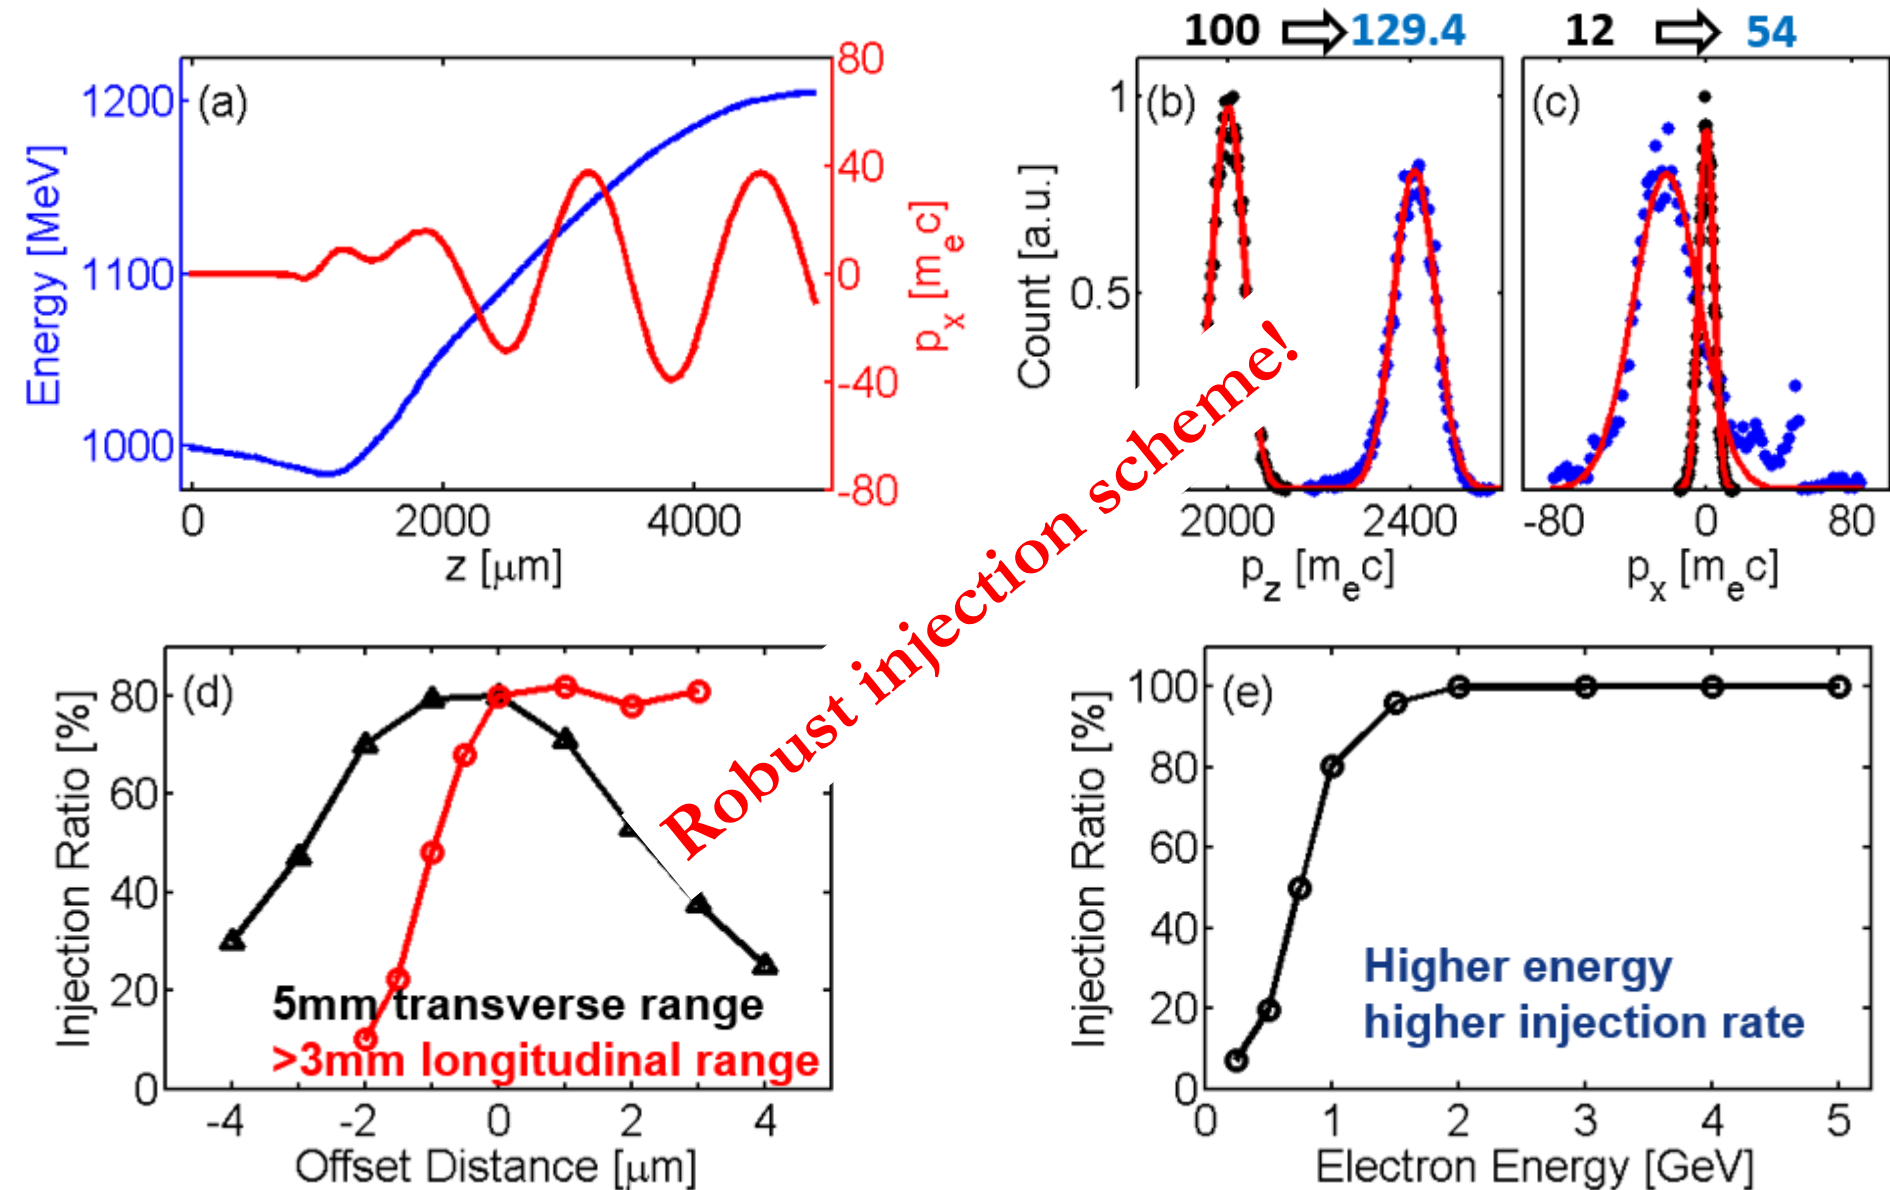 100 129.4
12 54
(a)
1200
1100
1000
Energy [MeV]
80
40
0
-40
-80
p_x [m_e c]
0 2000 4000
z [μm]
(b)
1
0.5
Count [a.u.]
2000 2400
p_z [m_e c]
(c)
-80 0 80
p_x [m_e c]
Robust injection scheme!
(d)
80
60
40
20
0
Injection Ratio [%]
5mm transverse range
>3mm longitudinal range
-4 -2 0 2 4
Offset Distance [μm]
(e)
100
80
60
40
20
0
Injection Ratio [%]
Higher energy
higher injection rate
0 1 2 3 4 5
Electron Energy [GeV]